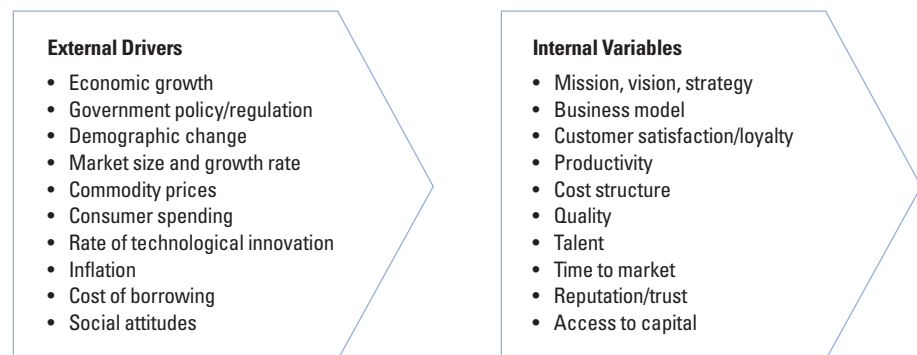 External Drivers
• Economic growth
• Government policy/regulation
• Demographic change
• Market size and growth rate
• Commodity prices
• Consumer spending
• Rate of technological innovation
• Inflation
• Cost of borrowing
• Social attitudes
Internal Variables
• Mission, vision, strategy
• Business model
• Customer satisfaction/loyalty
• Productivity
• Cost structure
• Quality
• Talent
• Time to market
• Reputation/trust
• Access to capital